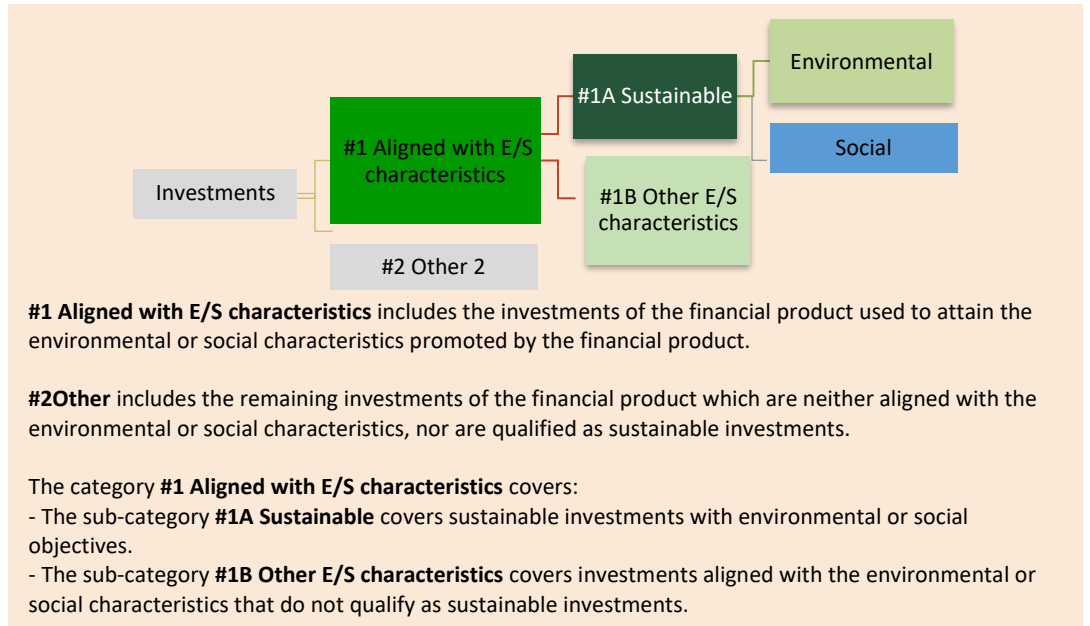 Environmental
#1A Sustainable
#1 Aligned with E/S
characteristics
Social
Investments
#1B Other E/S
characteristics
#2 Other 2
#1 Aligned with E/S characteristics includes the investments of the financial product used to attain the
environmental or social characteristics promoted by the financial product.
#2Other includes the remaining investments of the financial product which are neither aligned with the
environmental or social characteristics, nor are qualified as sustainable investments.
The category #1 Aligned with E/S characteristics covers:
- The sub-category #1A Sustainable covers sustainable investments with environmental or social
objectives.
- The sub-category #1B Other E/S characteristics covers investments aligned with the environmental or
social characteristics that do not qualify as sustainable investments.